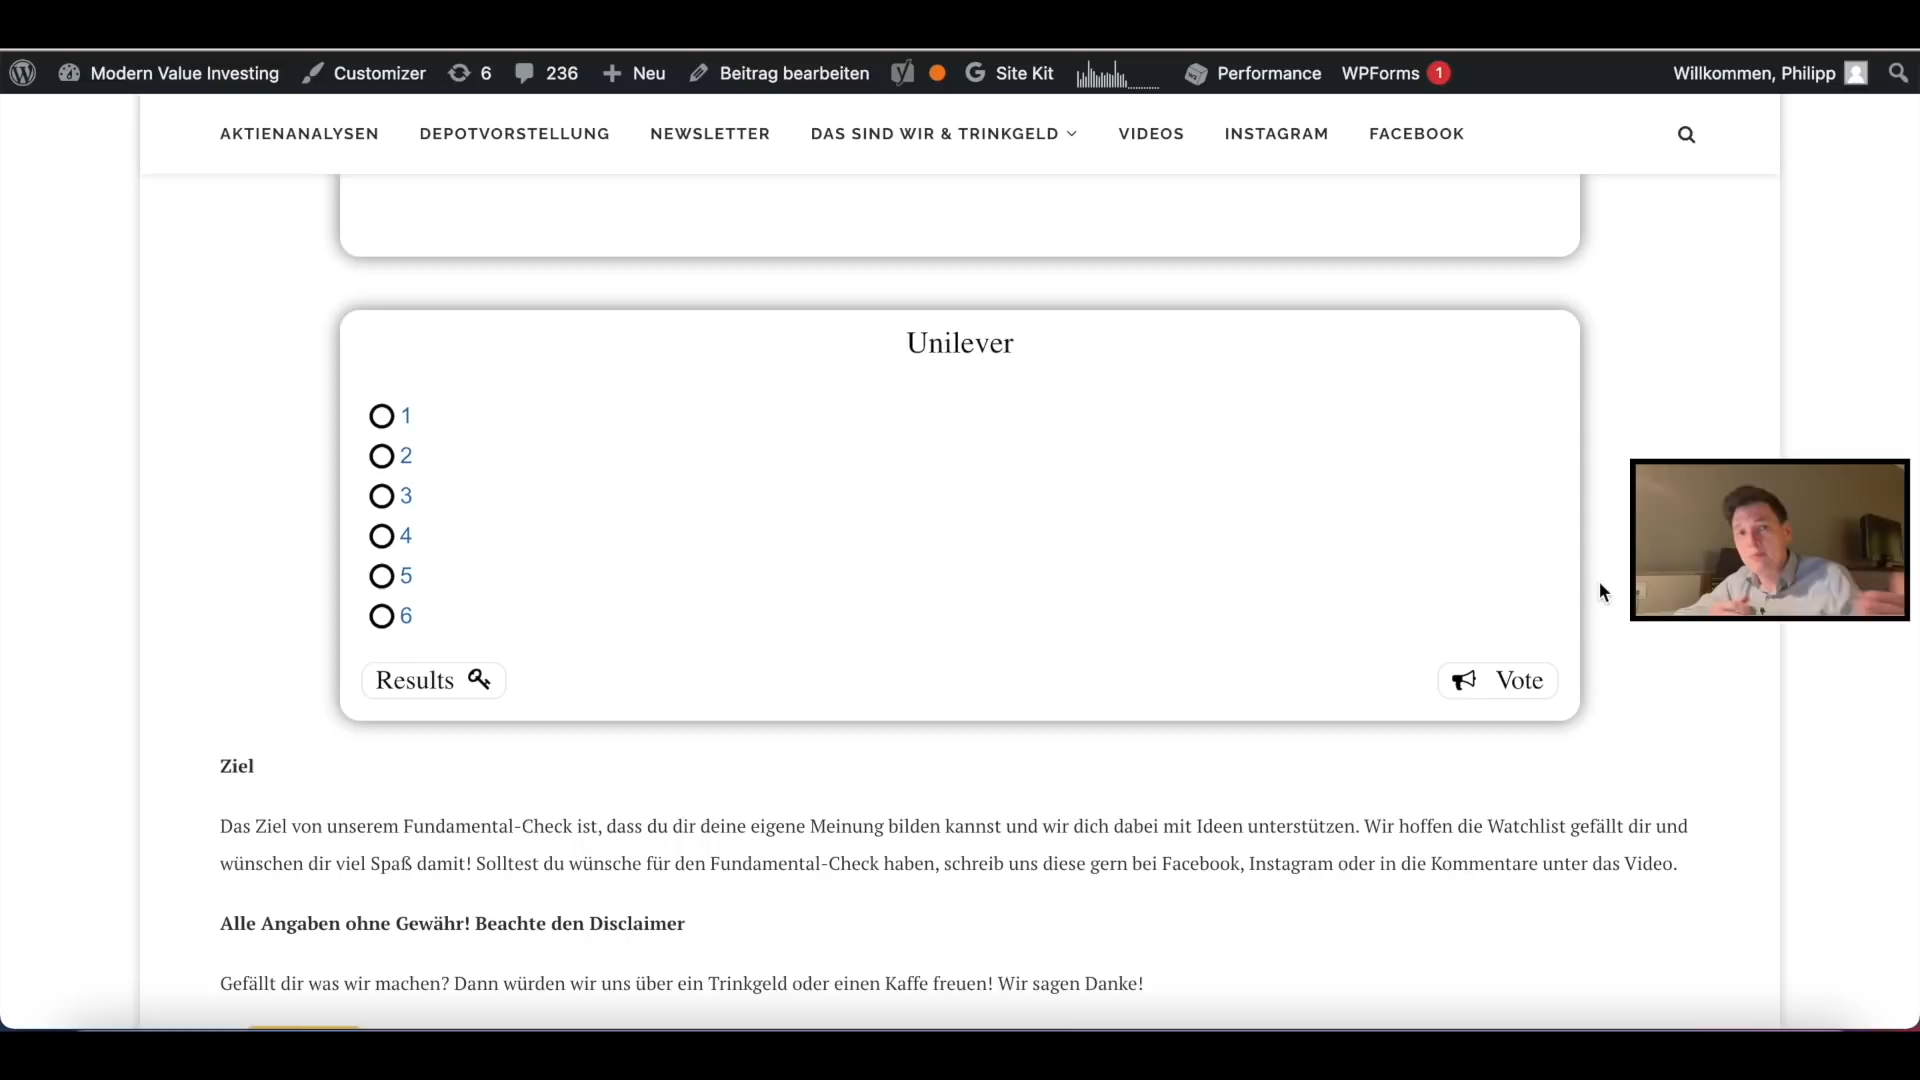 Modern Value Investing Customizer 6 236 Neu Beitrag bearbeiten Site Kit Performance WPForms 1 Willkommen, Philipp
AKTIENANALYSEN DEPOTVORSTELLUNG NEWSLETTER DAS SIND WIR & TRINKGELD VIDEOS INSTAGRAM FACEBOOK
Unilever
1
2
3
4
5
6
Results Vote
Ziel
Das Ziel von unserem Fundamental-Check ist, dass du dir deine eigene Meinung bilden kannst und wir dich dabei mit Ideen unterstützen. Wir hoffen die Watchlist gefällt dir und
wünschen dir viel Spaß damit! Solltest du wünsche für den Fundamental-Check haben, schreib uns diese gern bei Facebook, Instagram oder in die Kommentare unter das Video.
Alle Angaben ohne Gewähr! Beachte den Disclaimer
Gefällt dir was wir machen? Dann würden wir uns über ein Trinkgeld oder einen Kaffe freuen! Wir sagen Danke!